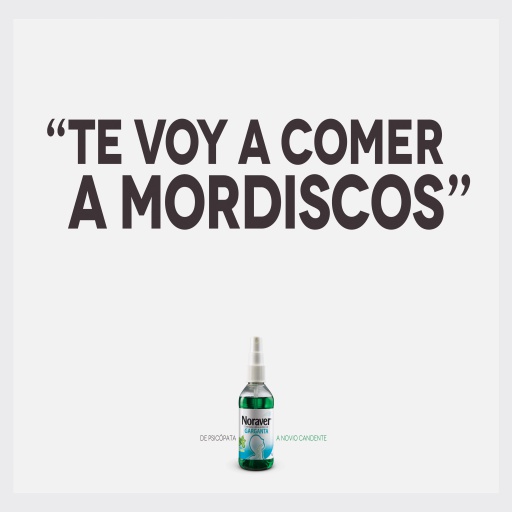 “TE VOY A COMER
A MORDISCOS”
Noraver
GARGANTA
DE PSICÓPATA
A NOVIO CANDENTE